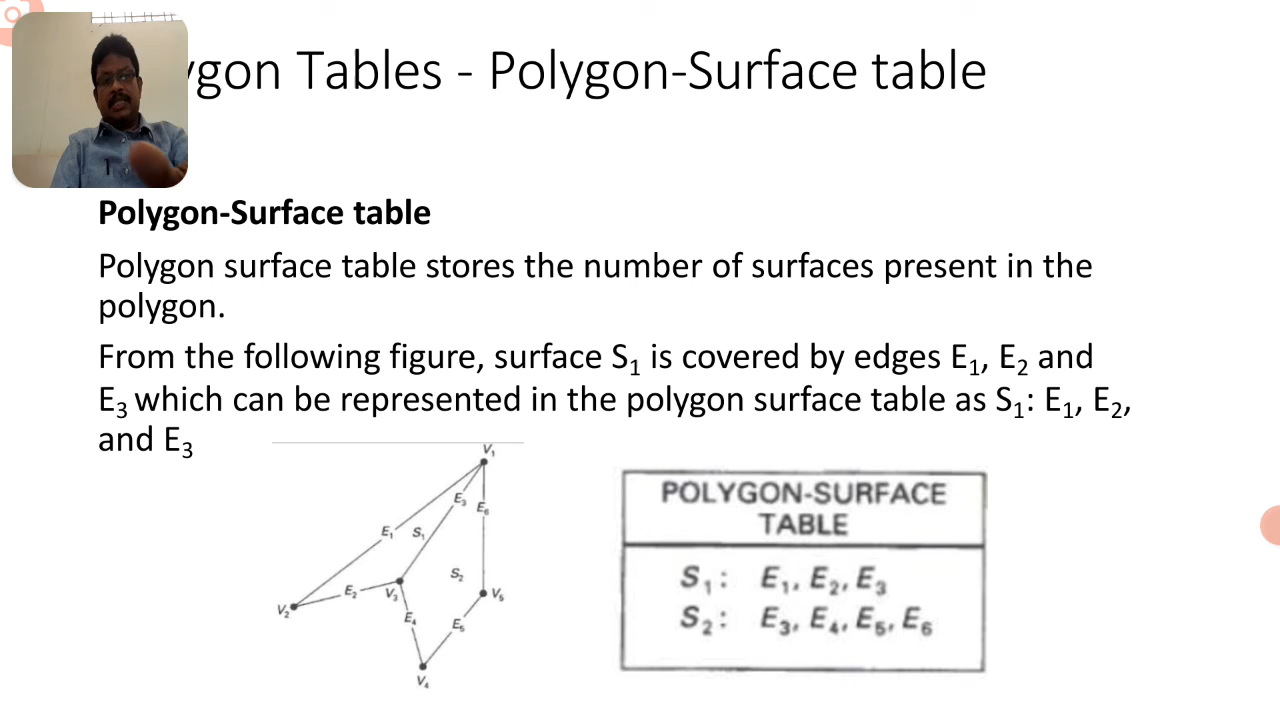 ygon Tables - Polygon-Surface table
Polygon-Surface table
Polygon surface table stores the number of surfaces present in the
polygon.
From the following figure, surface S₁ is covered by edges E₁, E₂ and
E₃ which can be represented in the polygon surface table as S₁: E₁, E₂,
and E₃
V₁
E₃
E₆
E₁
S₁
S₂
E₂
V₃
V₅
V₂
E₄
E₅
V₄
POLYGON-SURFACE
TABLE
S₁: E₁, E₂, E₃
S₂: E₃, E₄, E₅, E₆